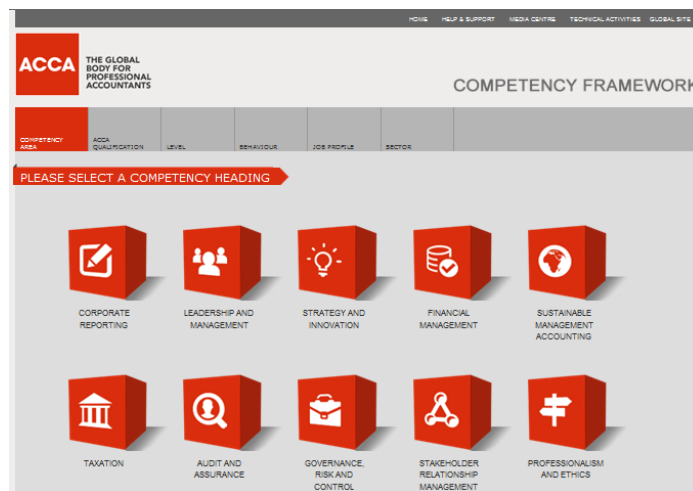 HOME HELP & SUPPORT MEDIA CENTRE TECHNICAL ACTIVITIES GLOBAL SITE
ACCA
THE GLOBAL
BODY FOR
PROFESSIONAL
ACCOUNTANTS
COMPETENCY FRAMEWORK
COMPETENCY
AREA
ACCA
QUALIFICATION
LEVEL
BEHAVIOUR
JOB PROFILE
SECTOR
PLEASE SELECT A COMPETENCY HEADING
CORPORATE
REPORTING
LEADERSHIP AND
MANAGEMENT
STRATEGY AND
INNOVATION
FINANCIAL
MANAGEMENT
SUSTAINABLE
MANAGEMENT
ACCOUNTING
TAXATION
AUDIT AND
ASSURANCE
GOVERNANCE,
RISK AND
CONTROL
STAKEHOLDER
RELATIONSHIP
MANAGEMENT
PROFESSIONALISM
AND ETHICS